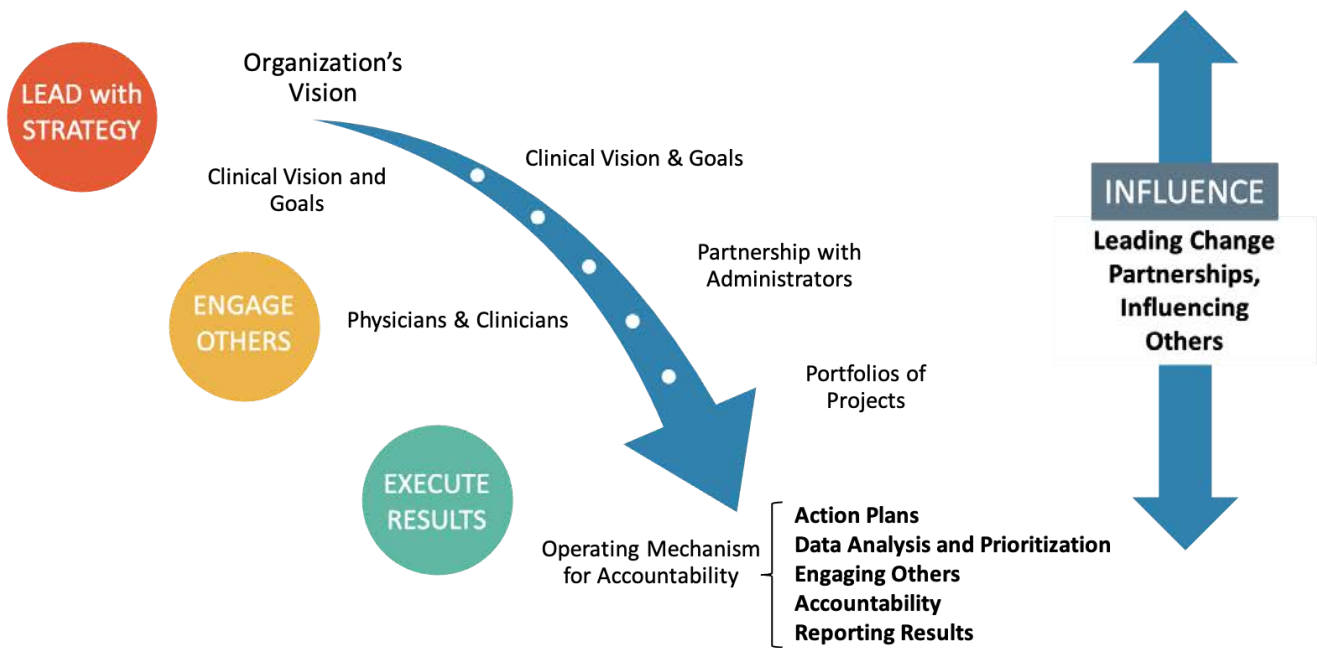 LEAD with
STRATEGY
Organization's
Vision
Clinical Vision & Goals
Clinical Vision and
Goals
ENGAGE
OTHERS
Physicians & Clinicians
Partnership with
Administrators
Portfolios of
Projects
EXECUTE
RESULTS
Operating Mechanism
for Accountability
Action Plans
Data Analysis and Prioritization
Engaging Others
Accountability
Reporting Results
INFLUENCE
Leading Change
Partnerships,
Influencing
Others